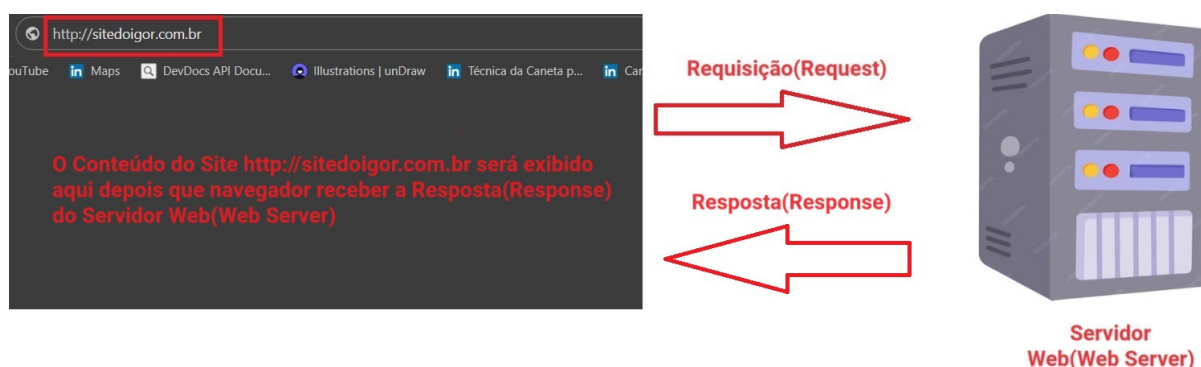 http://sitedoigor.com.br
ouTube Maps DevDocs API Docu... Illustrations | unDraw Técnica da Caneta p... Car
O Conteúdo do Site http://sitedoigor.com.br será exibido
aqui depois que navegador receber a Resposta(Response)
do Servidor Web(Web Server)
Requisição(Request)
Resposta(Response)
Servidor
Web(Web Server)